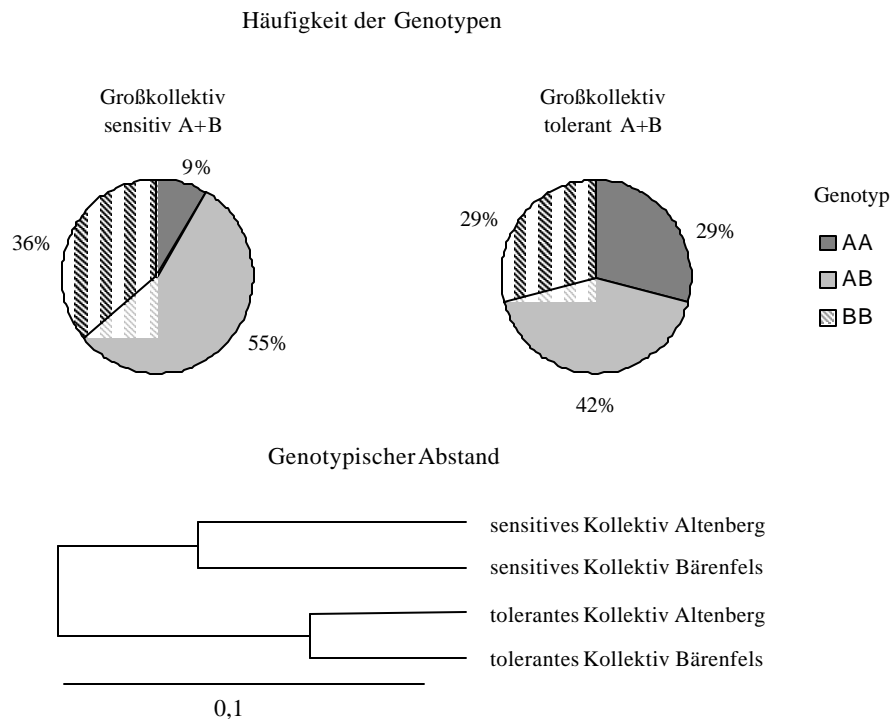 Häufigkeit der Genotypen
Großkollektiv
sensitiv A+B
9%
36%
55%
Großkollektiv
tolerant A+B
29%
29%
42%
Genotyp
AA
AB
BB
Genotypischer Abstand
sensitives Kollektiv Altenberg
sensitives Kollektiv Bärenfels
tolerantes Kollektiv Altenberg
tolerantes Kollektiv Bärenfels
0,1